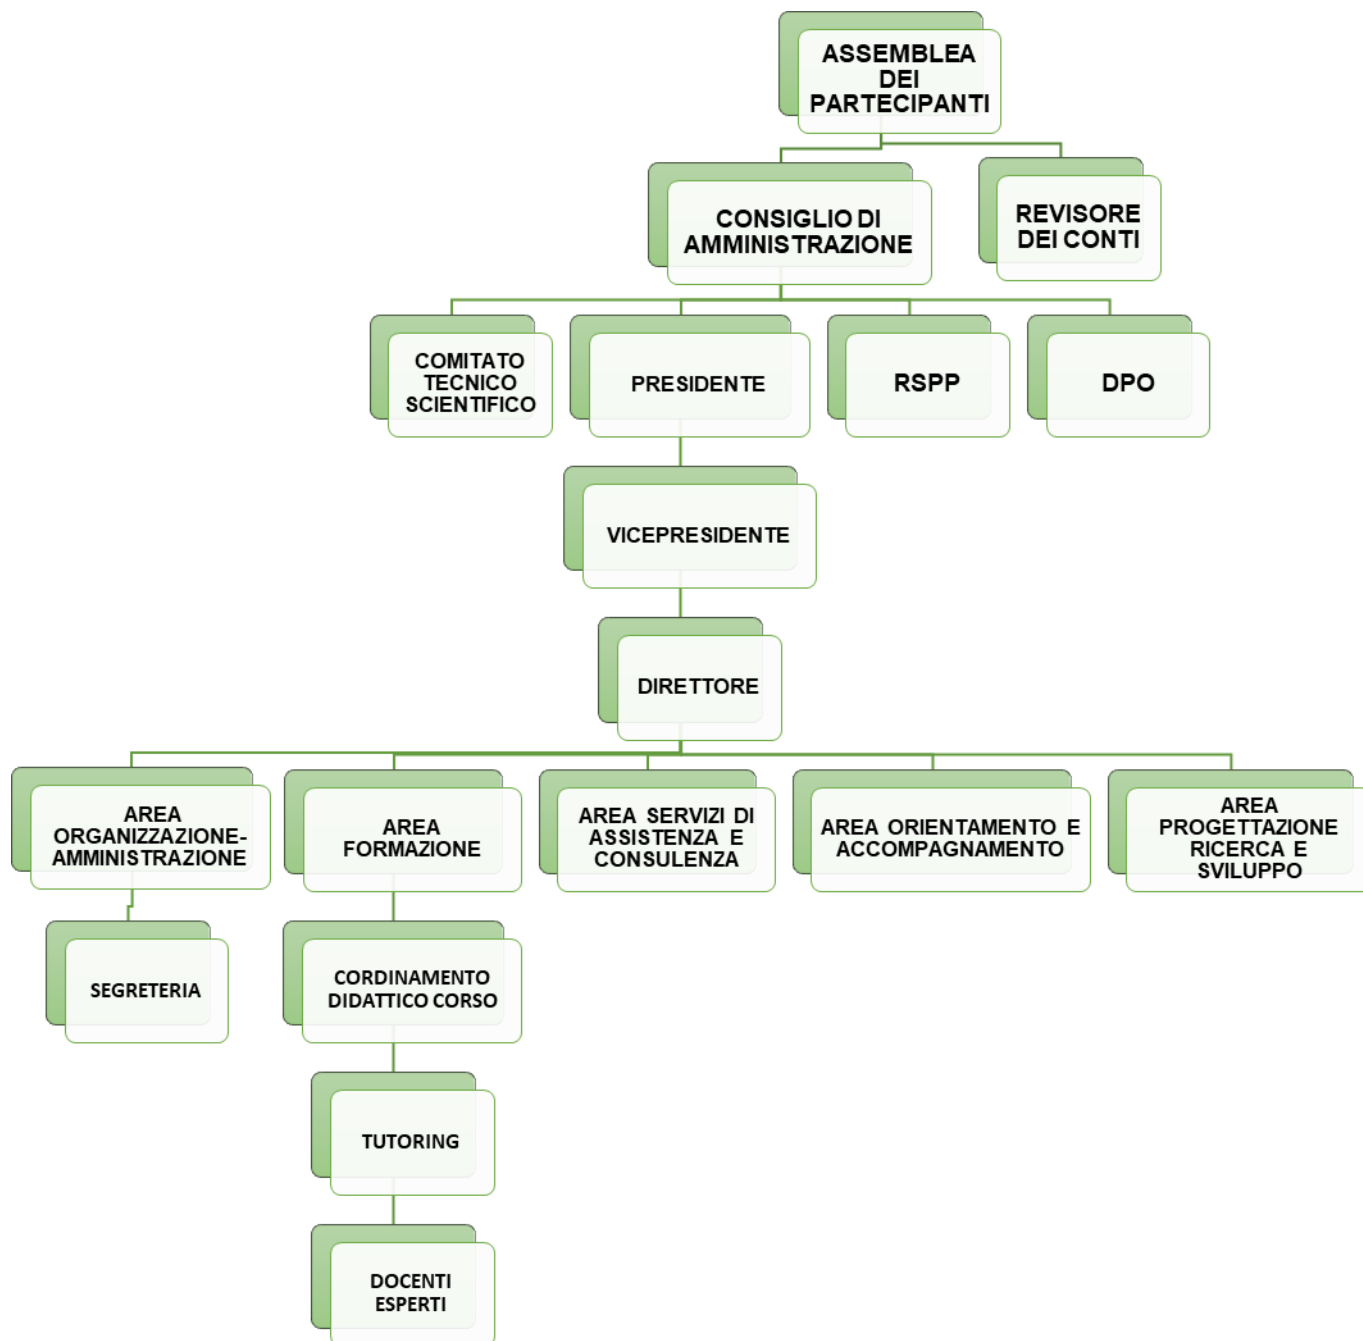 ASSEMBLEA
DEI
PARTECIPANTI
CONSIGLIO DI
AMMINISTRAZIONE
REVISORE
DEI CONTI
COMITATO
TECNICO
SCIENTIFICO
PRESIDENTE
RSPP
DPO
VICEPRESIDENTE
DIRETTORE
AREA
ORGANIZZAZIONE-
AMMINISTRAZIONE
AREA
FORMAZIONE
AREA SERVIZI DI
ASSISTENZA E
CONSULENZA
AREA ORIENTAMENTO E
ACCOMPAGNAMENTO
AREA
PROGETTAZIONE
RICERCA E
SVILUPPO
SEGRETERIA
CORDINAMENTO
DIDATTICO CORSO
TUTORING
DOCENTI
ESPERTI